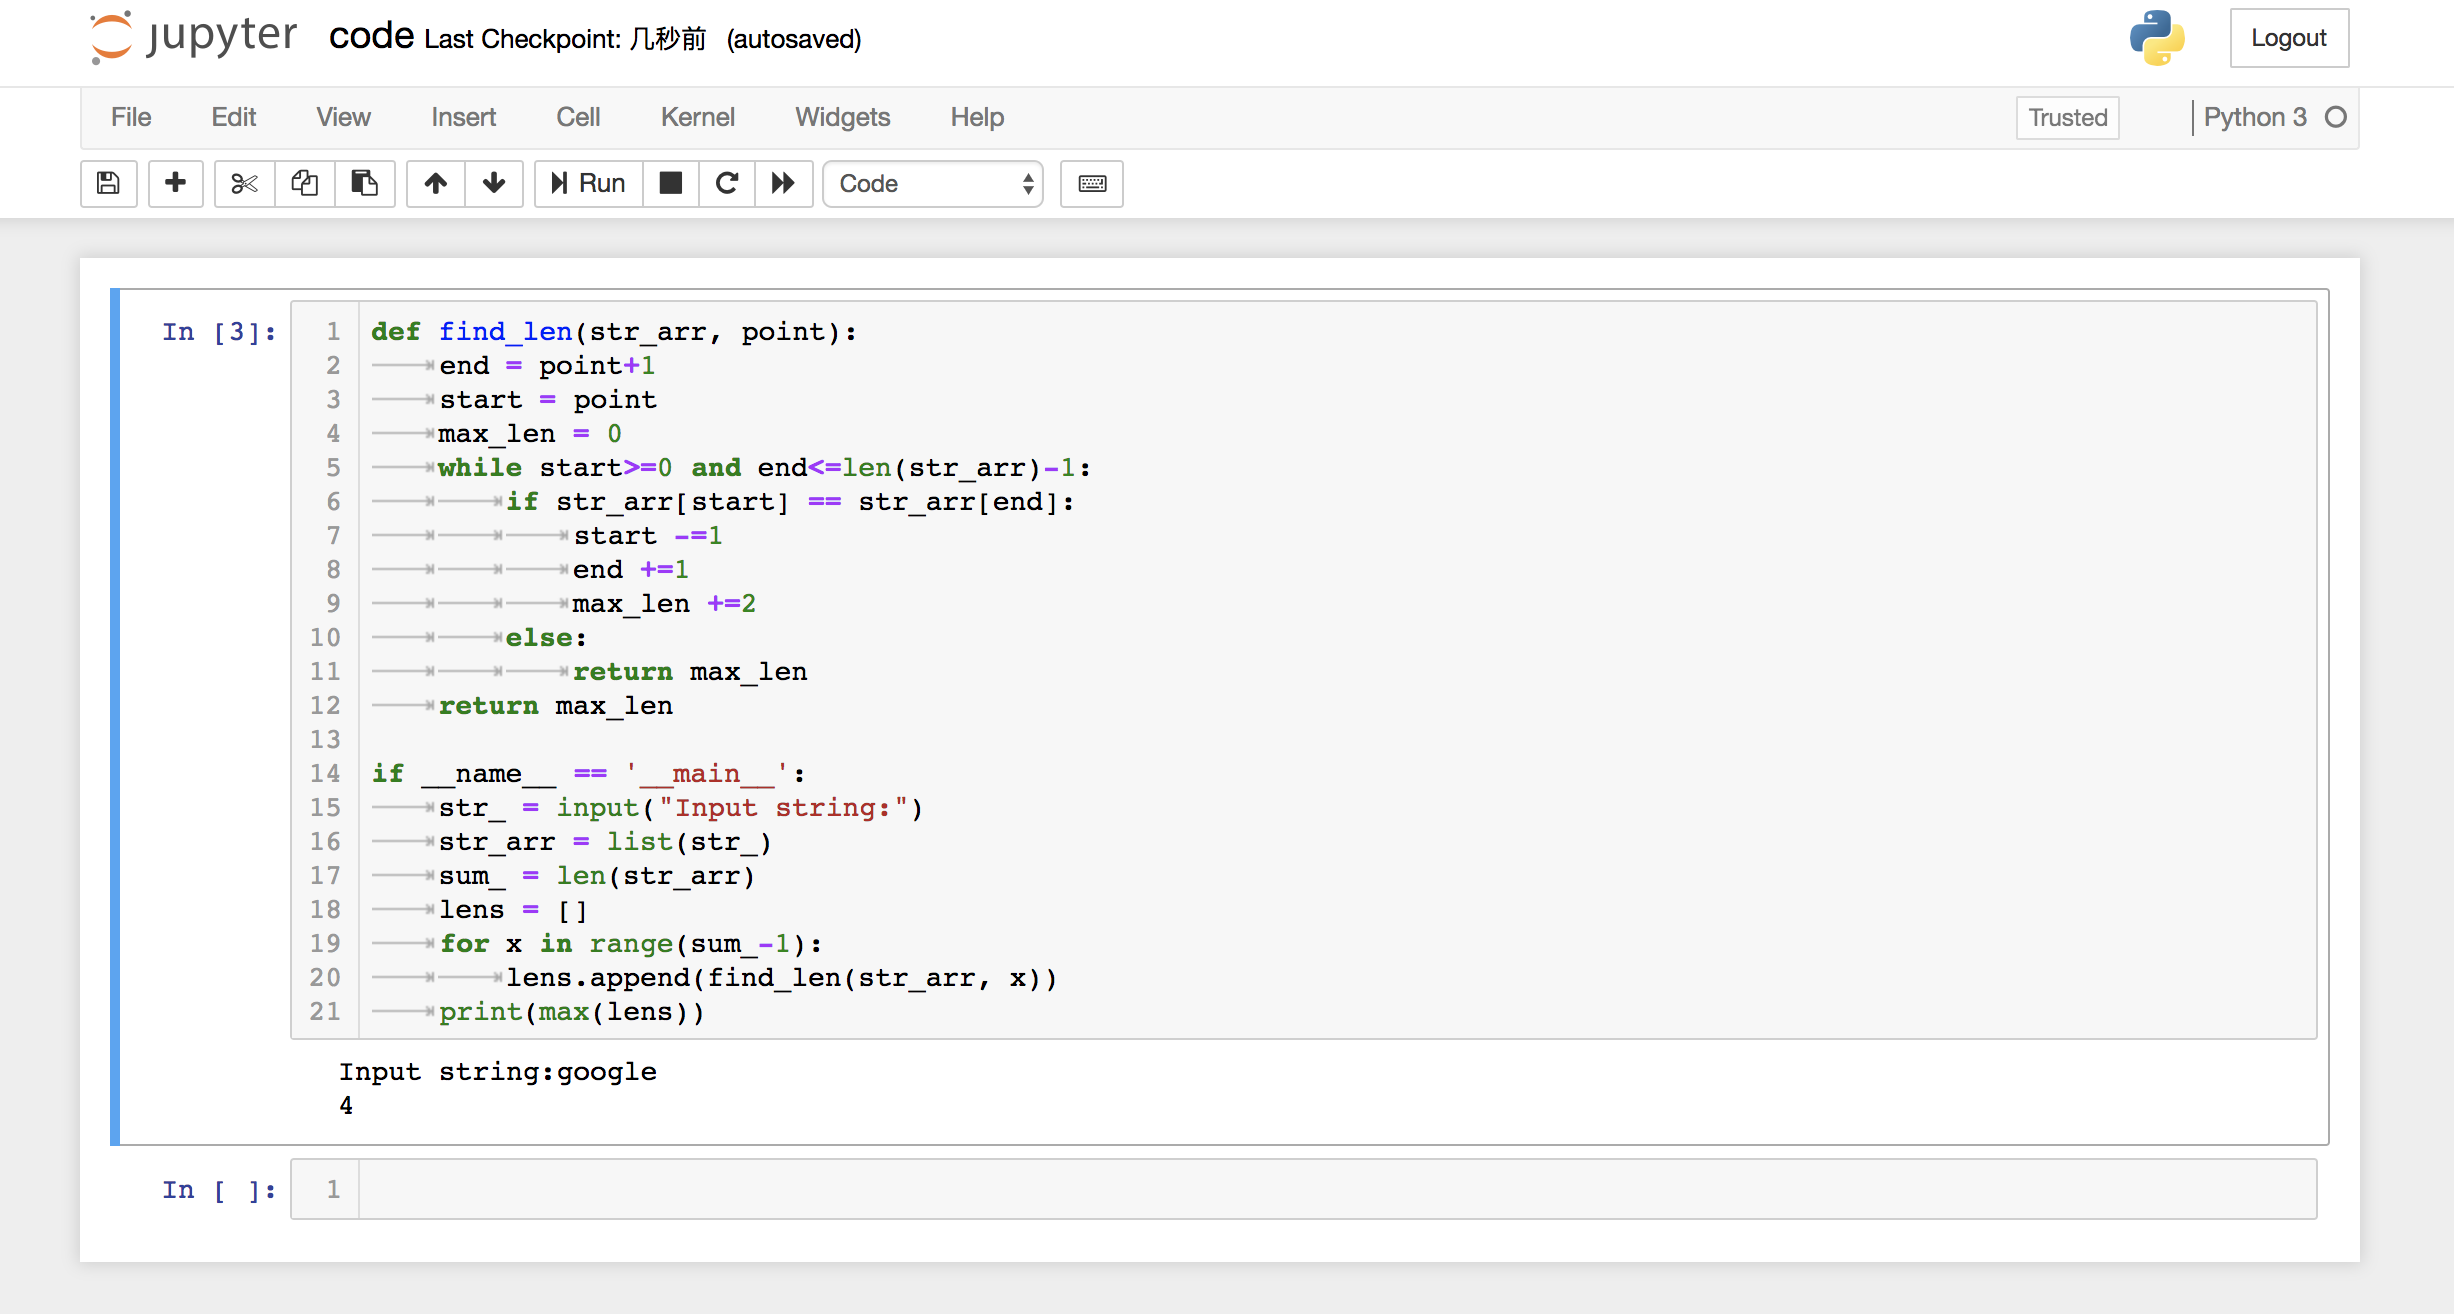 jupyter code Last Checkpoint: 几秒前 (autosaved) Logout
File Edit View Insert Cell Kernel Widgets Help Trusted Python 3
Run Code
In [3]:
1 def find_len(str_arr, point):
2 end = point+1
3 start = point
4 max_len = 0
5 while start>=0 and end<=len(str_arr)-1:
6 if str_arr[start] == str_arr[end]:
7 start -=1
8 end +=1
9 max_len +=2
10 else:
11 return max_len
12 return max_len
13
14 if __name__ == '__main__':
15 str_ = input("Input string:")
16 str_arr = list(str_)
17 sum_ = len(str_arr)
18 lens = []
19 for x in range(sum_-1):
20 lens.append(find_len(str_arr, x))
21 print(max(lens))
Input string:google
4
In [ ]: 1